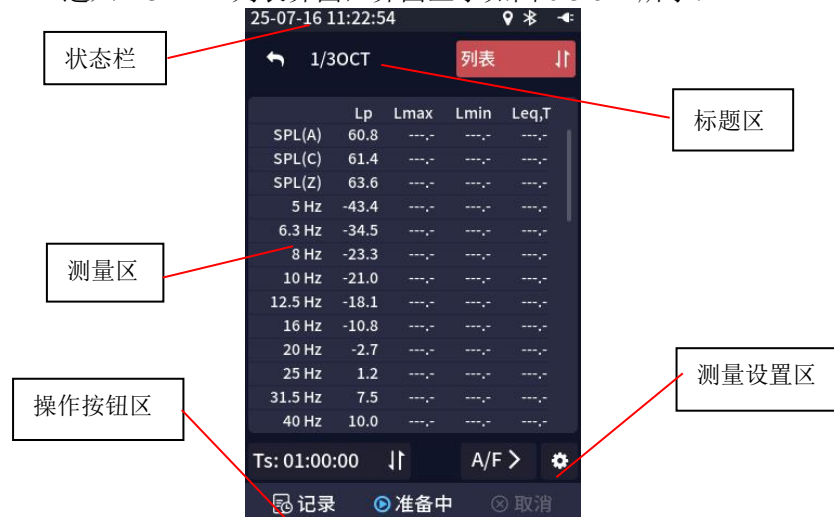 25-07-16 11:22:54
状态栏
1/3OCT 列表
标题区
Lp Lmax Lmin Leq,T
SPL(A) 60.8 ---.- ---.- ---.-
SPL(C) 61.4 ---.- ---.- ---.-
SPL(Z) 63.6 ---.- ---.- ---.-
5 Hz -43.4 ---.- ---.- ---.-
6.3 Hz -34.5 ---.- ---.- ---.-
8 Hz -23.3 ---.- ---.- ---.-
测量区
10 Hz -21.0 ---.- ---.- ---.-
12.5 Hz -18.1 ---.- ---.- ---.-
16 Hz -10.8 ---.- ---.- ---.-
20 Hz -2.7 ---.- ---.- ---.-
25 Hz 1.2 ---.- ---.- ---.-
测量设置区
31.5 Hz 7.5 ---.- ---.- ---.-
操作按钮区
40 Hz 10.0 ---.- ---.- ---.-
Ts: 01:00:00 A/F >
记录 准备中 取消